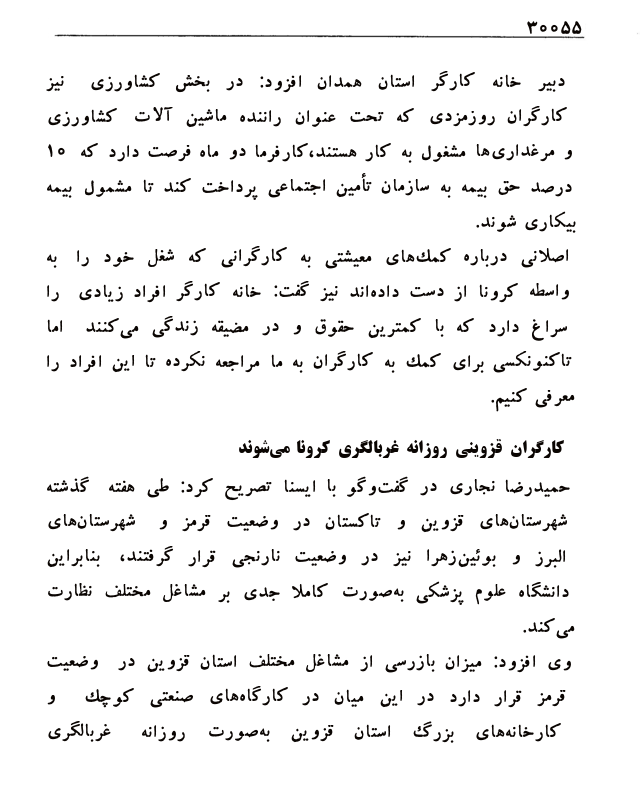 ۳۰۰۵۵
دبیر خانه کارگر استان همدان افزود: در بخش کشاورزی نیز
کارگران روزمزدی که تحت عنوان راننده ماشین آلات کشاورزی
و مرغداری‌ها مشغول به کار هستند،کارفرما دو ماه فرصت دارد که ۱۰
درصد حق بیمه به سازمان تأمین اجتماعی پرداخت کند تا مشمول بیمه
بیکاری شوند.
اصلانی درباره کمك‌های معیشتی به کارگرانی که شغل خود را به
واسطه کرونا از دست داده‌اند نیز گفت: خانه کارگر افراد زیادی را
سراغ دارد که با کمترین حقوق و در مضیقه زندگی می‌کنند اما
تاکنونکسی برای کمك به کارگران به ما مراجعه نکرده تا این افراد را
معرفی کنیم.
کارگران قزوینی روزانه غربالگری کرونا می‌شوند
حمیدرضا نجاری در گفت‌وگو با ایسنا تصریح کرد: طی هفته گذشته
شهرستان‌های قزوین و تاکستان در وضعیت قرمز و شهرستان‌های
البرز و بوئین‌زهرا نیز در وضعیت نارنجی قرار گرفتند، بنابراین
دانشگاه علوم پزشکی به‌صورت کاملا جدی بر مشاغل مختلف نظارت
می‌کند.
وی افزود: میزان بازرسی از مشاغل مختلف استان قزوین در وضعیت
قرمز قرار دارد در این میان در کارگاه‌های صنعتی کوچك و
کارخانه‌های بزرگ استان قزوین به‌صورت روزانه غربالگری